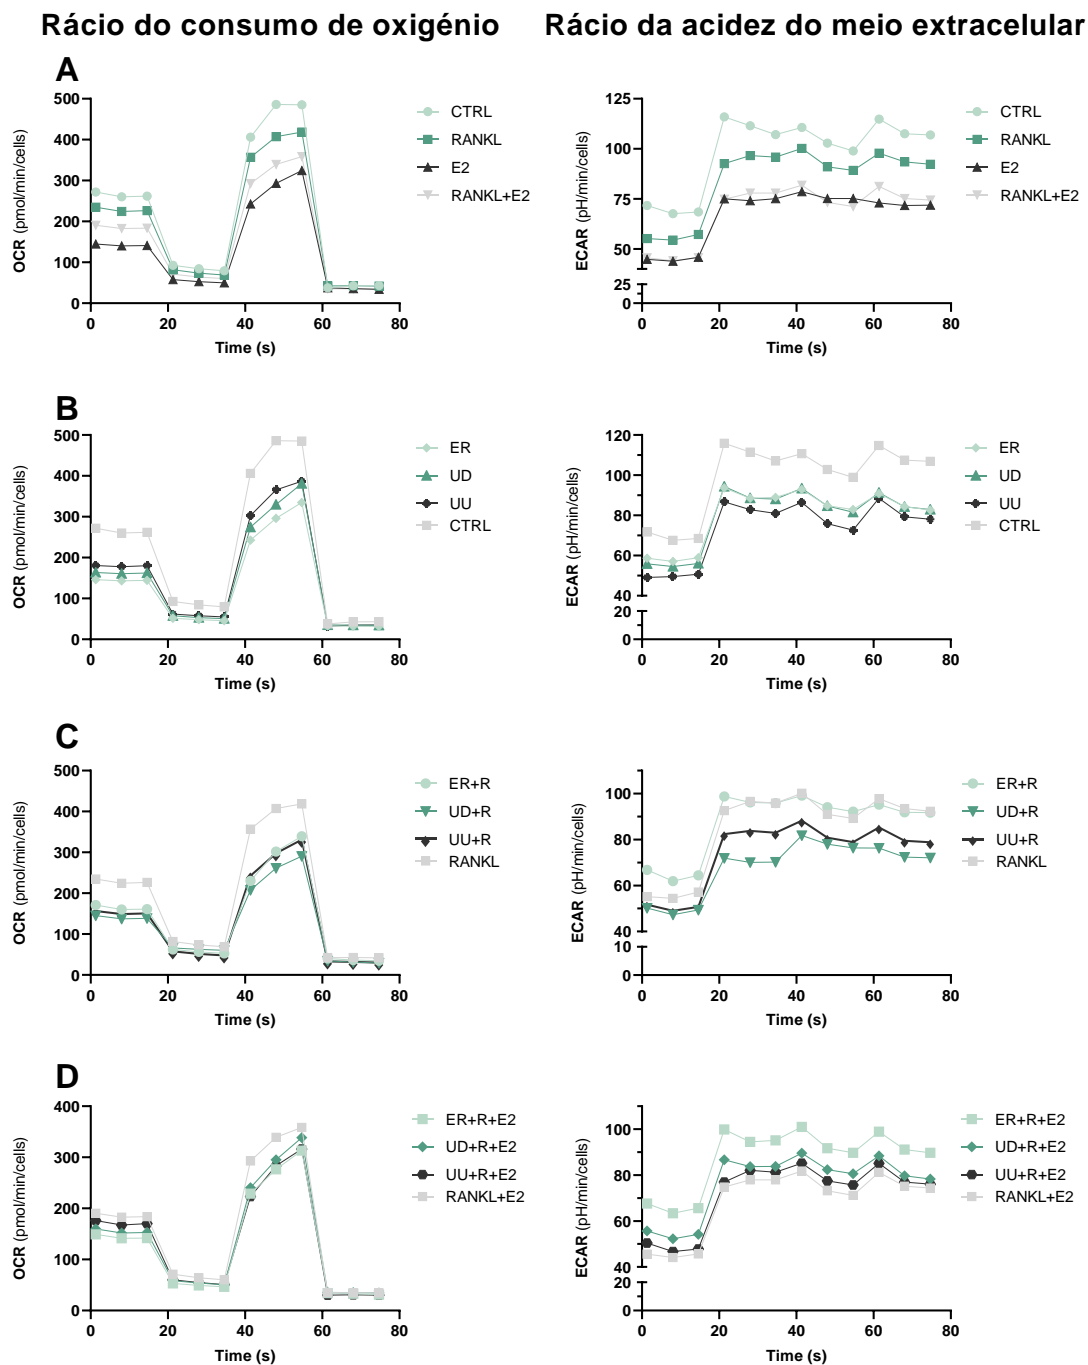 Rácio do consumo de oxigénio
Rácio da acidez do meio extracelular
A
500
400
300
200
100
0
OCR (pmol/min/cells)
0 20 40 60 80
Time (s)
CTRL
RANKL
E2
RANKL+E2
125
100
75
50
25
0
ECAR (pH/min/min/cells)
0 20 40 60 80
Time (s)
CTRL
RANKL
E2
RANKL+E2
B
500
400
300
200
100
0
OCR (pmol/min/cells)
0 20 40 60 80
Time (s)
ER
UD
UU
CTRL
120
100
80
60
40
20
0
ECAR (pH/min/min/cells)
0 20 40 60 80
Time (s)
ER
UD
UU
CTRL
C
500
400
300
200
100
0
OCR (pmol/min/cells)
0 20 40 60 80
Time (s)
ER+R
UD+R
UU+R
RANKL
100
80
60
40
10
0
ECAR (pH/min/min/cells)
0 20 40 60 80
Time (s)
ER+R
UD+R
UU+R
RANKL
D
400
300
200
100
0
OCR (pmol/min/cells)
0 20 40 60 80
Time (s)
ER+R+E2
UD+R+E2
UU+R+E2
RANKL+E2
100
80
60
40
20
0
ECAR (pH/min/min/cells)
0 20 40 60 80
Time (s)
ER+R+E2
UD+R+E2
UU+R+E2
RANKL+E2